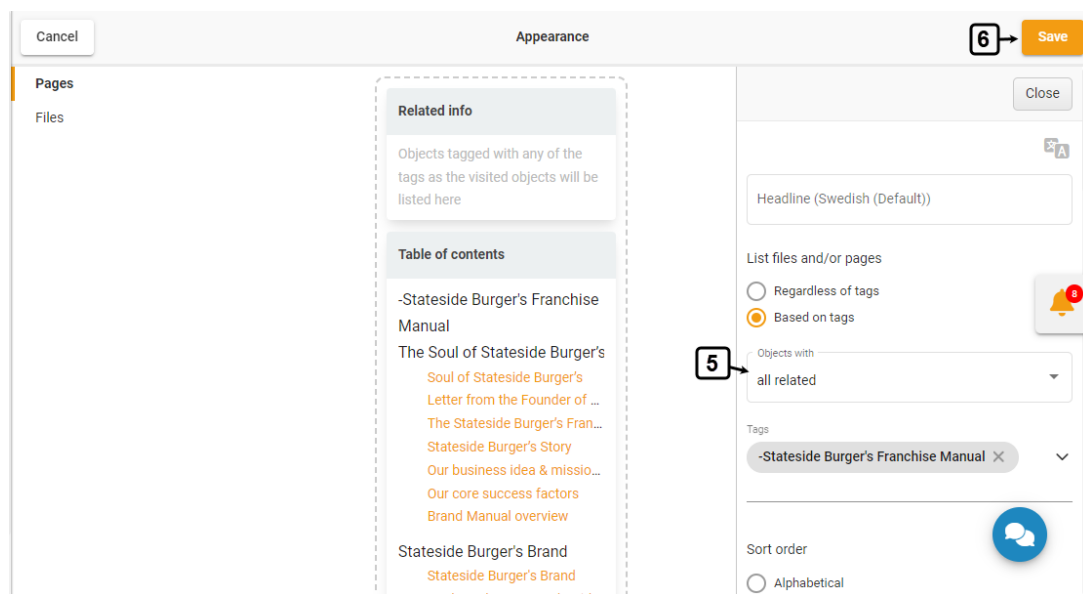 Cancel
Appearance
6
Save
Pages
Files
Related info
Objects tagged with any of the
tags as the visited objects will be
listed here
Table of contents
-Stateside Burger's Franchise
Manual
The Soul of Stateside Burger's
Soul of Stateside Burger's
Letter from the Founder of ...
The Stateside Burger's Fran...
Stateside Burger's Story
Our business idea & missio...
Our core success factors
Brand Manual overview
Stateside Burger's Brand
Stateside Burger's Brand
Close
Headline (Swedish (Default))
List files and/or pages
Regardless of tags
Based on tags
8
5
Objects with
all related
Tags
-Stateside Burger's Franchise Manual
Sort order
Alphabetical